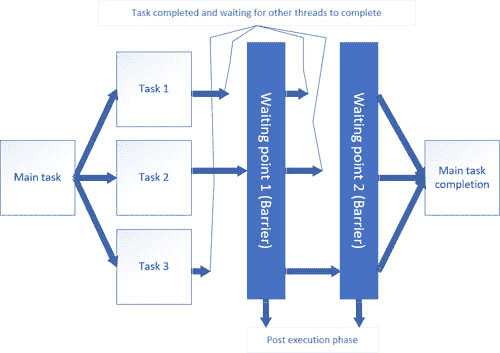 Task completed and waiting for other threads to complete
Task 1
Main task
Task 2
Task 3
Waiting point 1 (Barrier)
Waiting point 2 (Barrier)
Main task
completion
Post execution phase